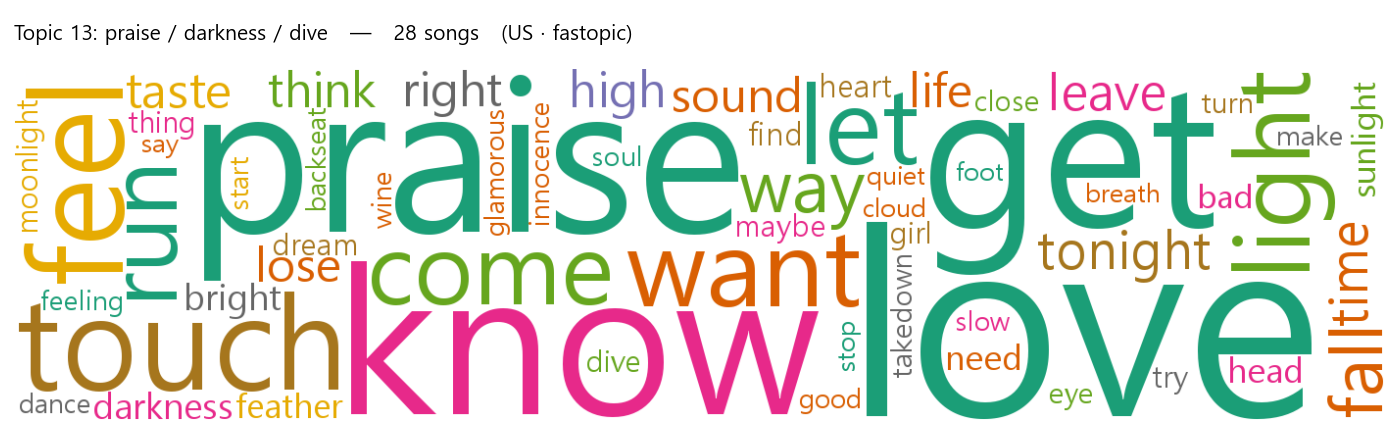 Topic 13: praise / darkness / dive — 28 songs (US · fastopic)
taste think right high sound heart life close leave turn light make sunlight
moonlight feel thing say run praise start backseat wine glamorous innocence soul find let way quiet cloud maybe get foot breath bad
dream lose come want girl tonight falltime
feeling bright touch know dive stop takedown love slow need eye try head
dance darkness feather good